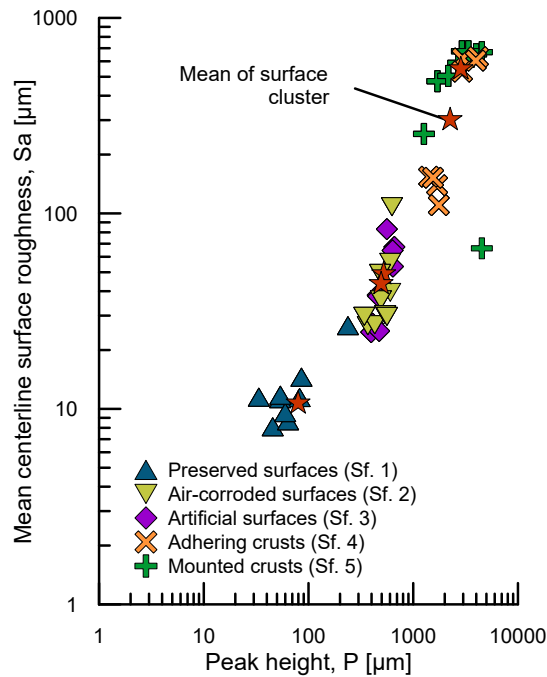 1000
Mean of surface
cluster
100
10
Preserved surfaces (Sf. 1)
Air-corroded surfaces (Sf. 2)
Artificial surfaces (Sf. 3)
Adhering crusts (Sf. 4)
Mounted crusts (Sf. 5)
1
1 10 100 1000 10000
Peak height, P [µm]
Mean centerline surface roughness, Sa [µm]